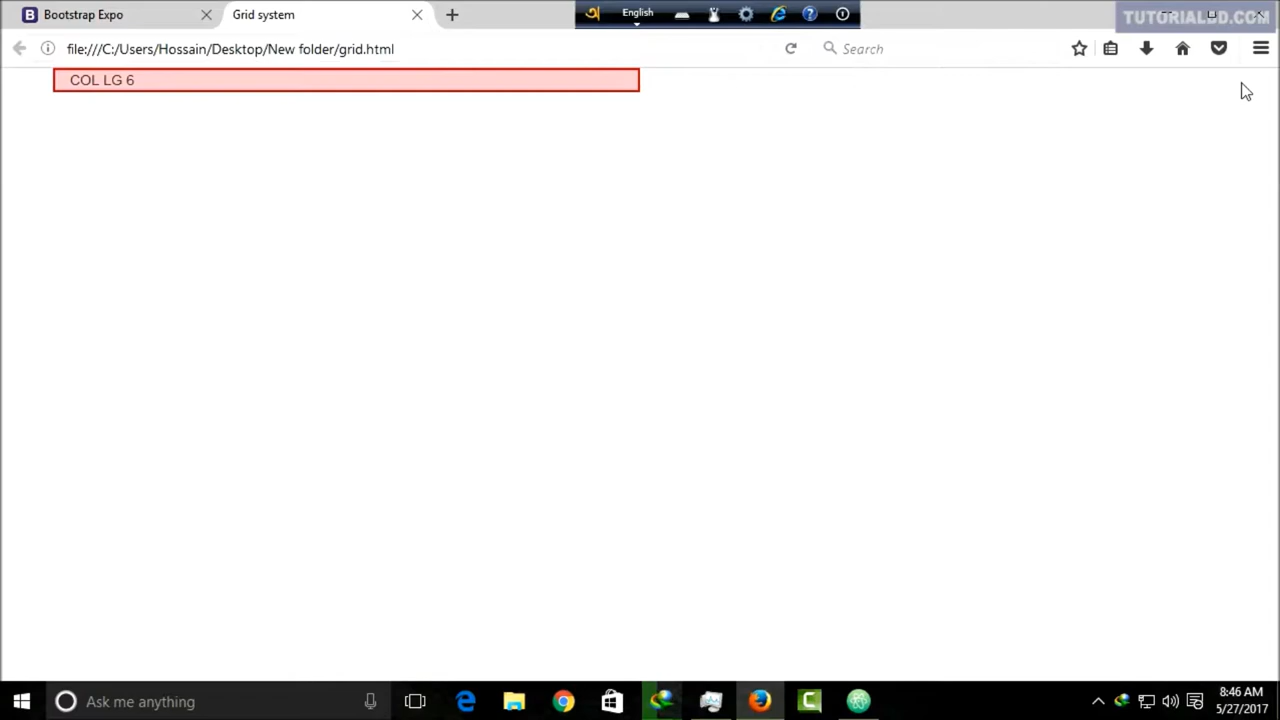 Bootstrap Expo
Grid system
English
TUTORIALBD.COM
file:///C:/Users/Hossain/Desktop/New folder/grid.html
Search
COL LG 6
Ask me anything
8:46 AM
5/27/2017